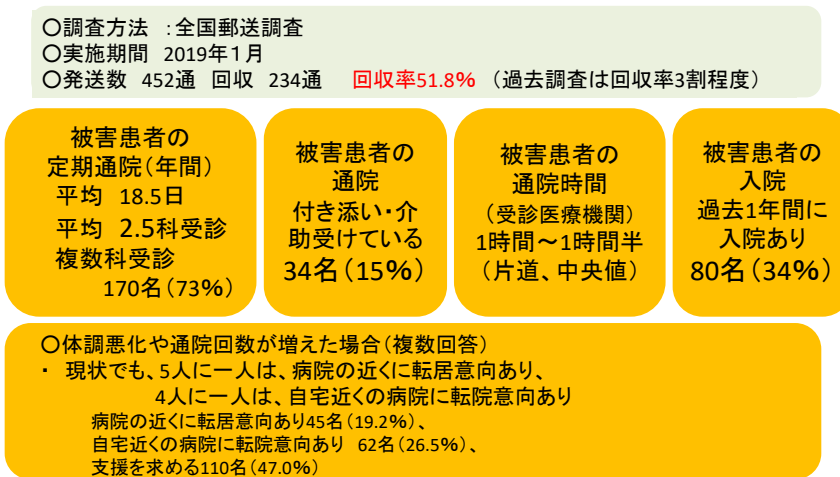 〇調査方法 ：全国郵送調査
〇実施期間 2019年１月
〇発送数 452通 回収 234通 回収率51.8% （過去調査は回収率3割程度）
被害患者の
定期通院（年間）
平均 18.5日
平均 2.5科受診
複数科受診
170名（73%）
被害患者の
通院
付き添い・介
助受けている
34名（15%）
被害患者の
通院時間
（受診医療機関）
1時間～1時間半
（片道、中央値）
被害患者の
入院
過去1年間に
入院あり
80名（34%）
〇体調悪化や通院回数が増えた場合（複数回答）
・ 現状でも、5人に一人は、病院の近くに転居意向あり、
4人に一人は、自宅近くの病院に転院意向あり
病院の近くに転居意向あり45名（19.2%）、
自宅近くの病院に転院意向あり 62名（26.5%）、
支援を求める110名（47.0%）